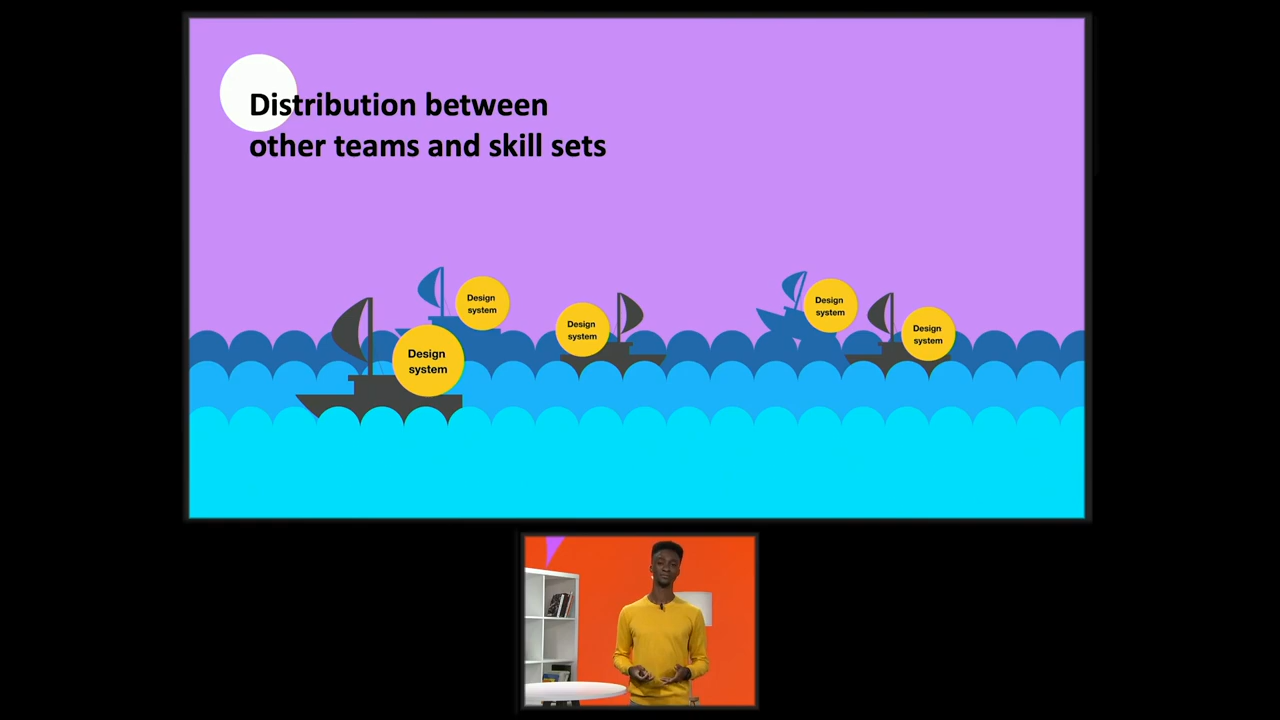 Distribution between
other teams and skill sets
Design
system
Design
system
Design
system
Design
system
Design
system